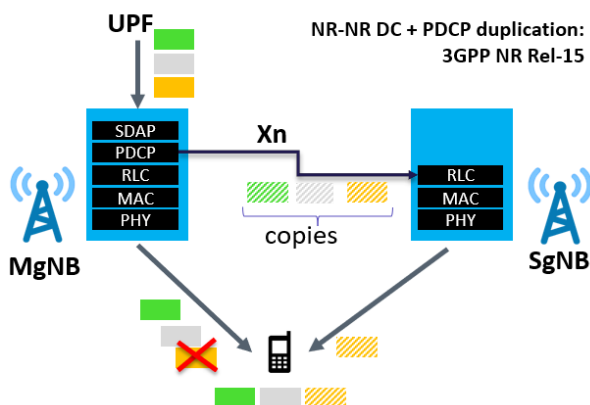 UPF
NR-NR DC + PDCP duplication:
3GPP NR Rel-15
SDAP
PDCP
RLC
MAC
PHY
Xn
RLC
MAC
PHY
copies
MgNB
SgNB